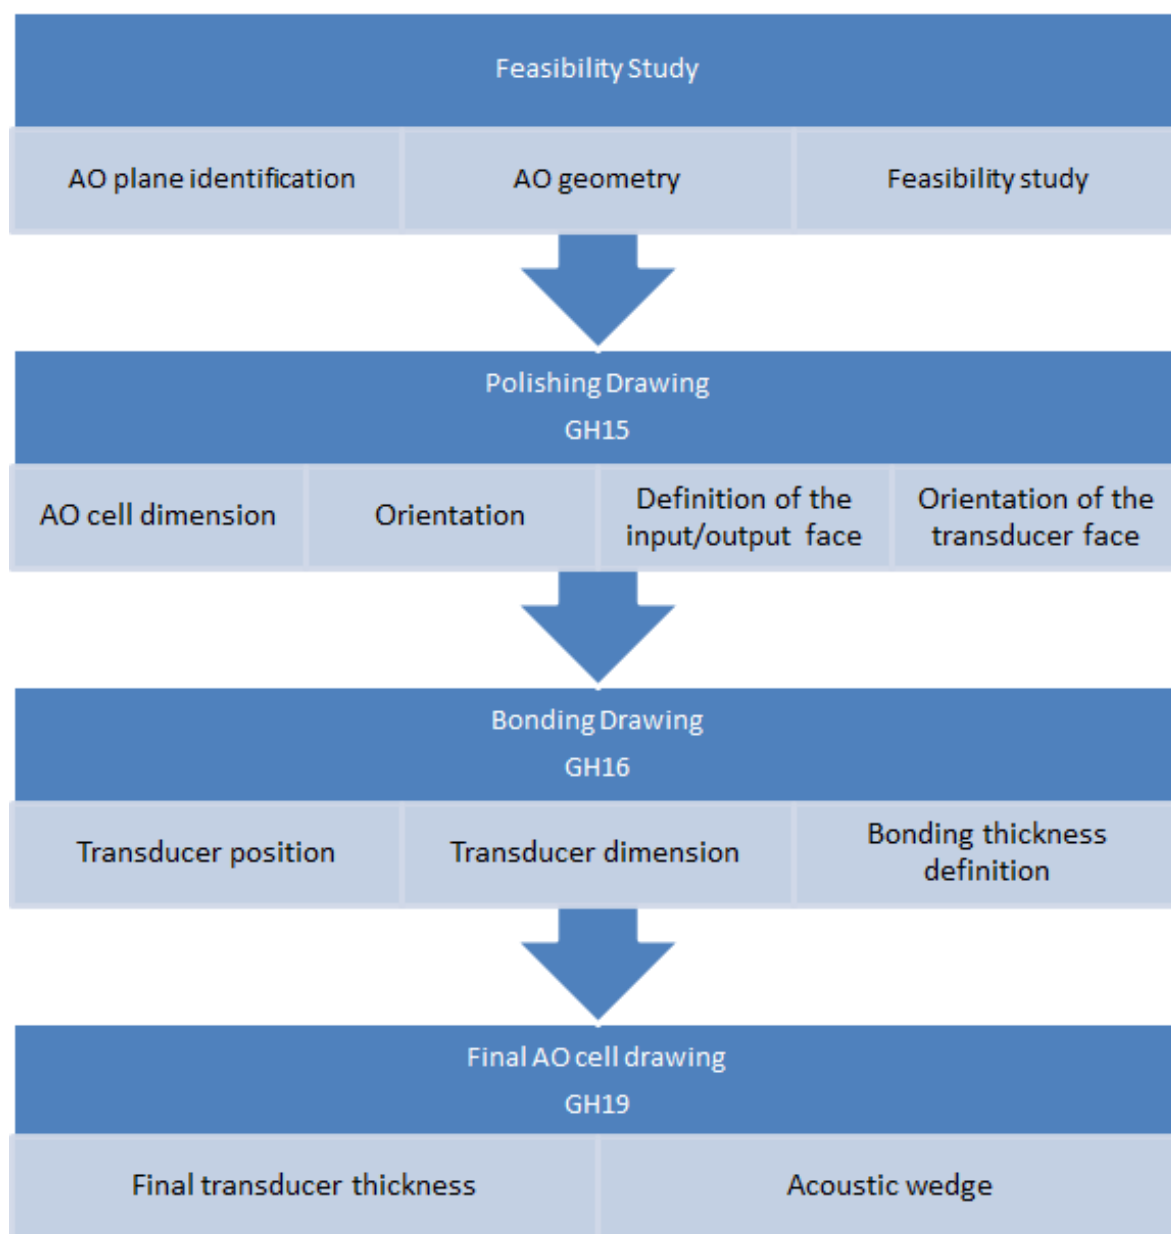 Feasibility Study
AO plane identification
AO geometry
Feasibility study
Polishing Drawing
GH15
AO cell dimension
Orientation
Definition of the
input/output face
Orientation of the
transducer face
Bonding Drawing
GH16
Transducer position
Transducer dimension
Bonding thickness
definition
Final AO cell drawing
GH19
Final transducer thickness
Acoustic wedge